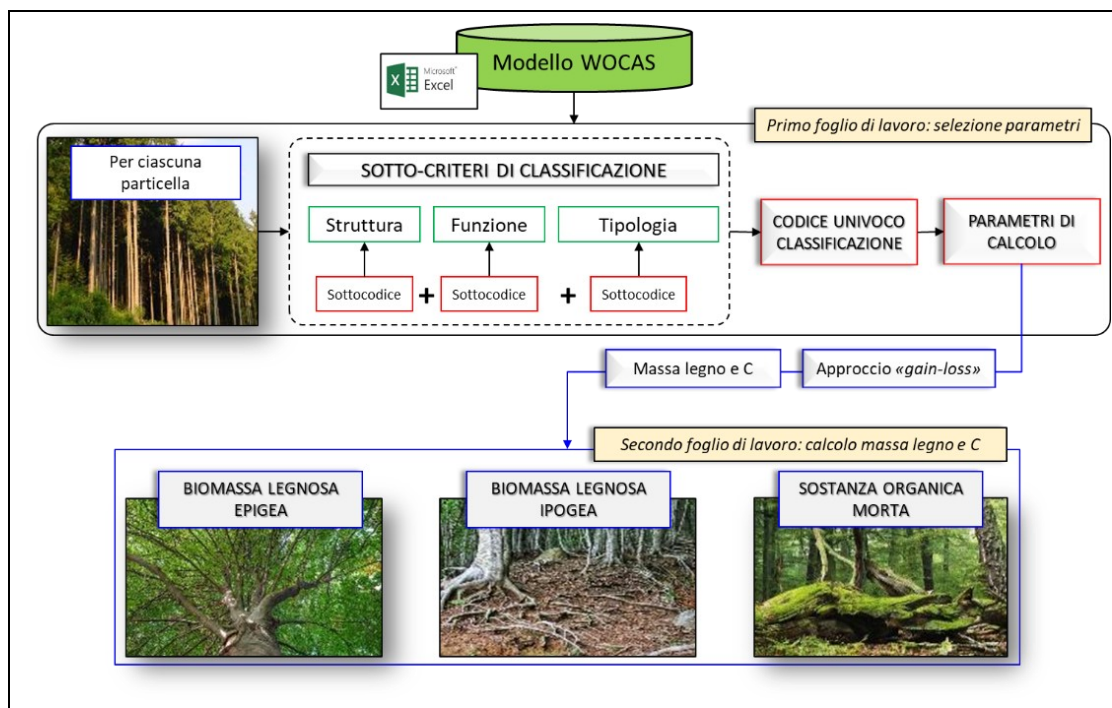 Modello WOCAS
Microsoft®
Excel
Primo foglio di lavoro: selezione parametri
Per ciascuna
particella
SOTTO-CRITERI DI CLASSIFICAZIONE
Struttura
Funzione
Tipologia
Sottocodice
+
Sottocodice
+
Sottocodice
CODICE UNIVOCO
CLASSIFICAZIONE
PARAMETRI DI
CALCOLO
Massa legno e C
Approccio «gain-loss»
Secondo foglio di lavoro: calcolo massa legno e C
BIOMASSA LEGNOSA
EPIGEA
BIOMASSA LEGNOSA
IPOGEA
SOSTANZA ORGANICA
MORTA